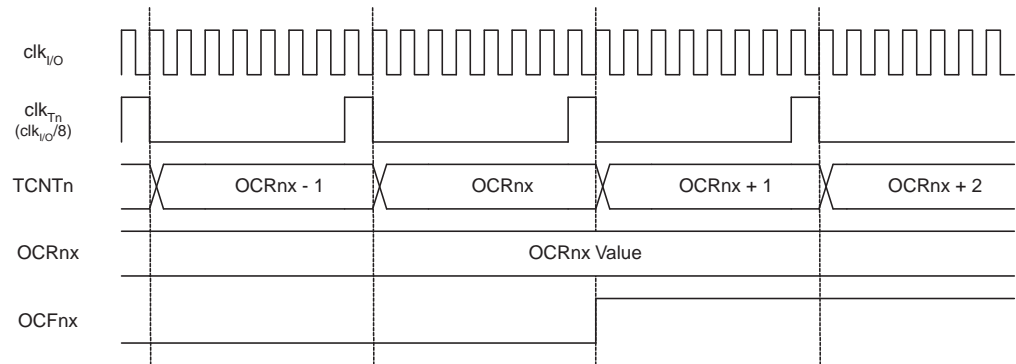 clkI/O
clkTn
(clkI/O/8)
TCNTn
OCRnx - 1
OCRnx
OCRnx + 1
OCRnx + 2
OCRnx
OCRnx Value
OCFnx